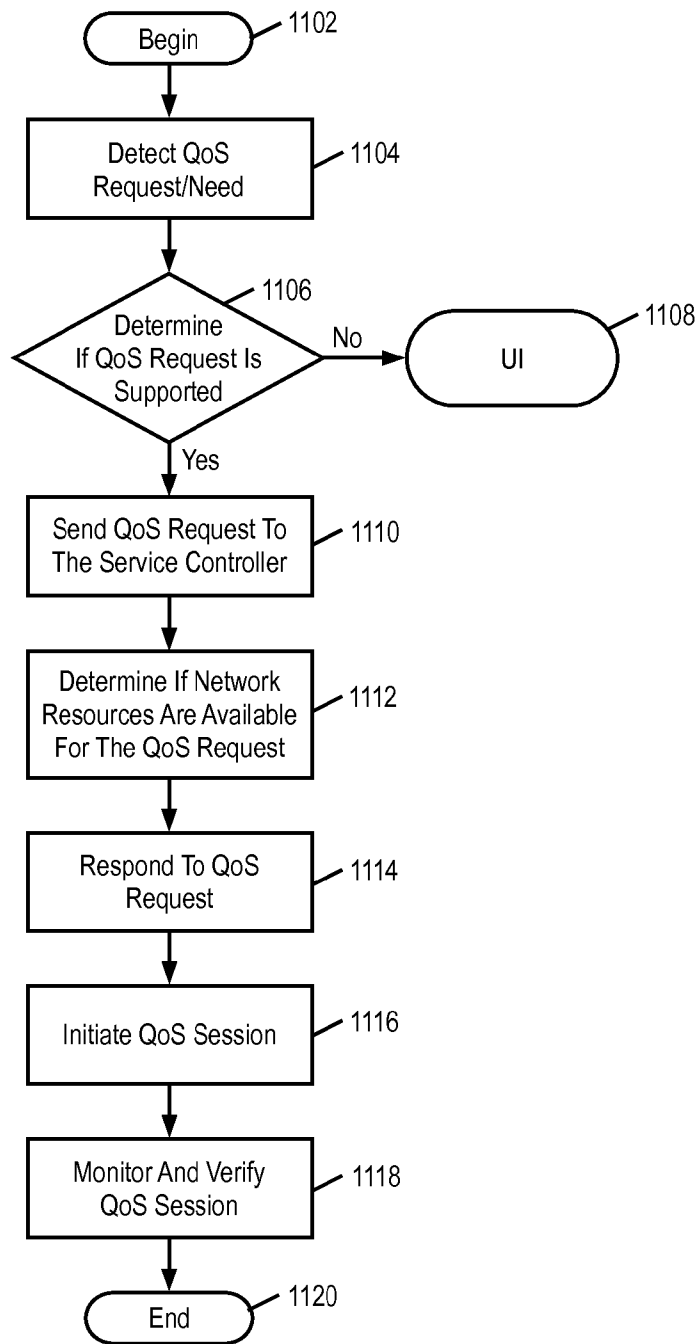 Begin
1102
Detect QoS
Request/Need
1104
1106
Determine
If QoS Request Is
Supported
No
UI
1108
Yes
Send QoS Request To
The Service Controller
1110
Determine If Network
Resources Are Available
For The QoS Request
1112
Respond To QoS
Request
1114
Initiate QoS Session
1116
Monitor And Verify
QoS Session
1118
End
1120